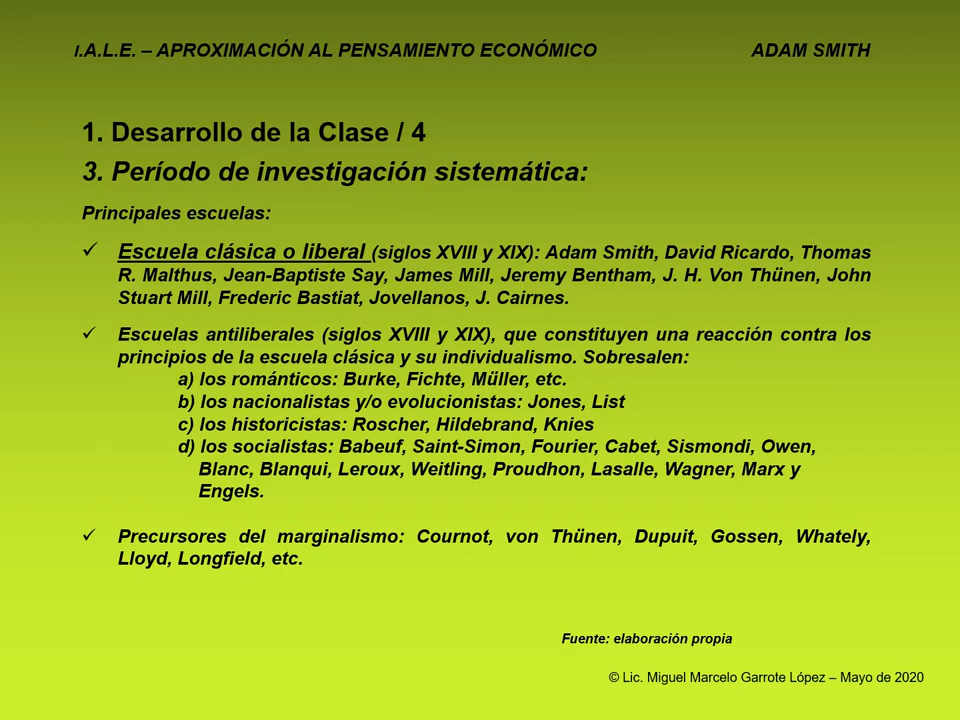 I.A.L.E. – APROXIMACIÓN AL PENSAMIENTO ECONÓMICO ADAM SMITH
1. Desarrollo de la Clase / 4
3. Período de investigación sistemática:
Principales escuelas:
✓ Escuela clásica o liberal (siglos XVIII y XIX): Adam Smith, David Ricardo, Thomas
R. Malthus, Jean-Baptiste Say, James Mill, Jeremy Bentham, J. H. Von Thünen, John
Stuart Mill, Frederic Bastiat, Jovellanos, J. Cairnes.
✓ Escuelas antiliberales (siglos XVIII y XIX), que constituyen una reacción contra los
principios de la escuela clásica y su individualismo. Sobresalen:
a) los románticos: Burke, Fichte, Müller, etc.
b) los nacionalistas y/o evolucionistas: Jones, List
c) los historicistas: Roscher, Hildebrand, Knies
d) los socialistas: Babeuf, Saint-Simon, Fourier, Cabet, Sismondi, Owen,
Blanc, Blanqui, Leroux, Weitling, Proudhon, Lasalle, Wagner, Marx y
Engels.
✓ Precursores del marginalismo: Cournot, von Thünen, Dupuit, Gossen, Whately,
Lloyd, Longfield, etc.
Fuente: elaboración propia
© Lic. Miguel Marcelo Garrote López – Mayo de 2020